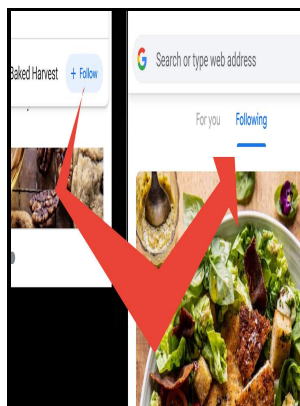 Baked Harvest + Follow
Search or type web address
For you Following